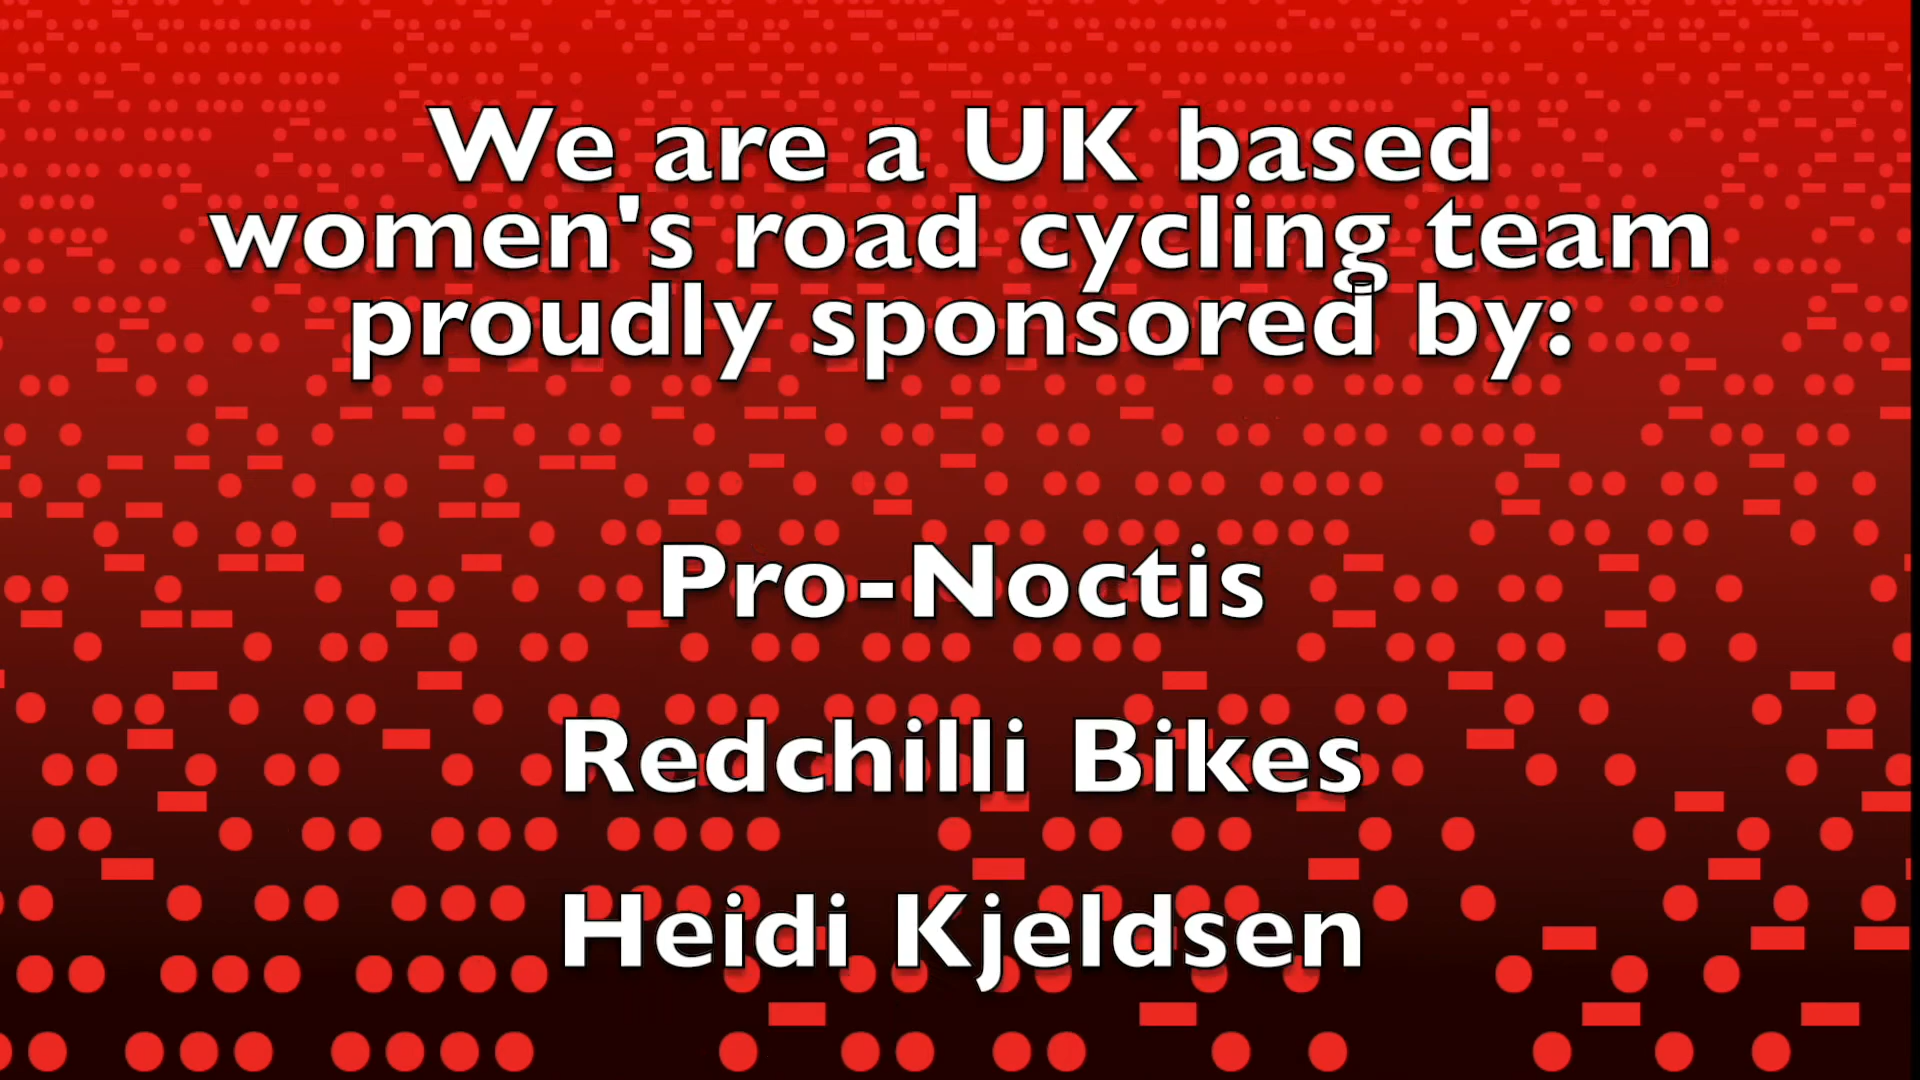 We are a UK based
women's road cycling team
proudly sponsored by:
Pro-Noctis
Redchilli Bikes
Heidi Kjeldsen